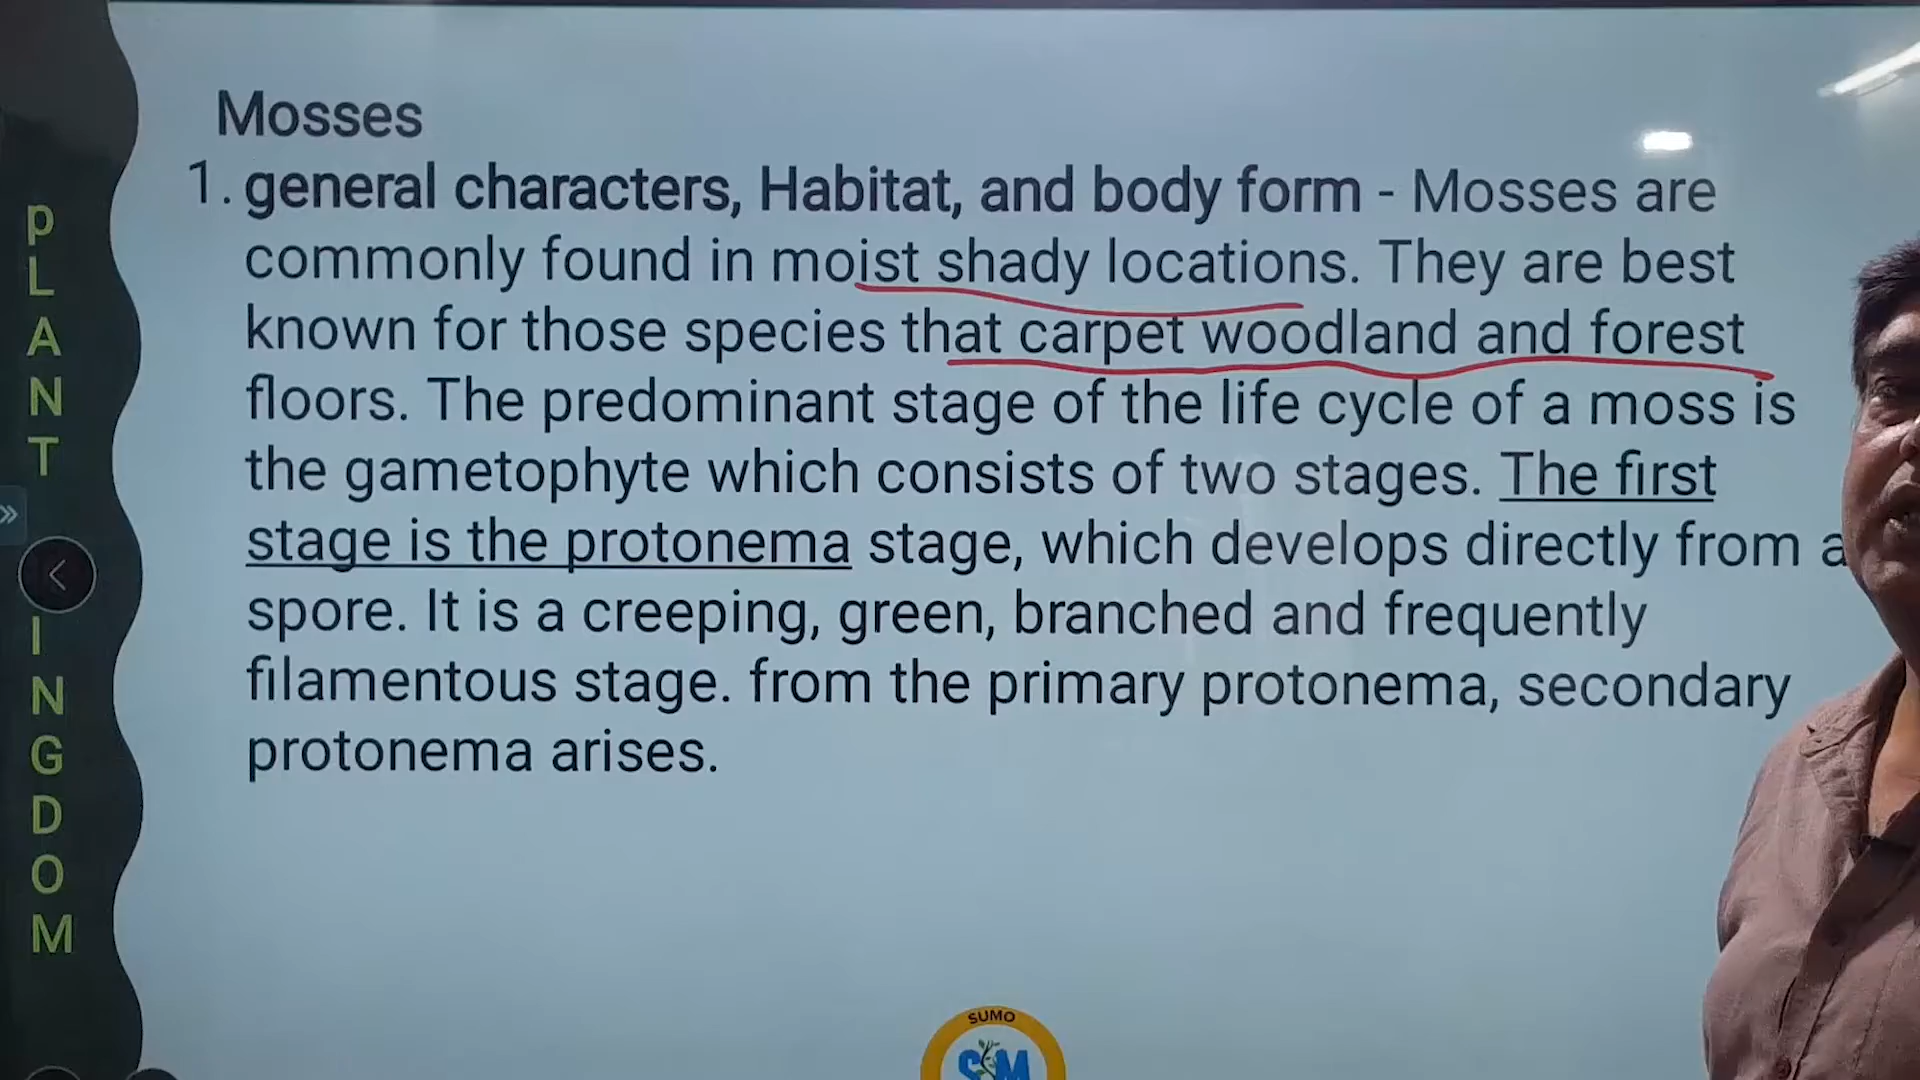 Mosses
1. general characters, Habitat, and body form - Mosses are
commonly found in moist shady locations. They are best
known for those species that carpet woodland and forest
floors. The predominant stage of the life cycle of a moss is
the gametophyte which consists of two stages. The first
stage is the protonema stage, which develops directly from a
spore. It is a creeping, green, branched and frequently
filamentous stage. from the primary protonema, secondary
protonema arises.
pLANT
INGDOM
SUMO